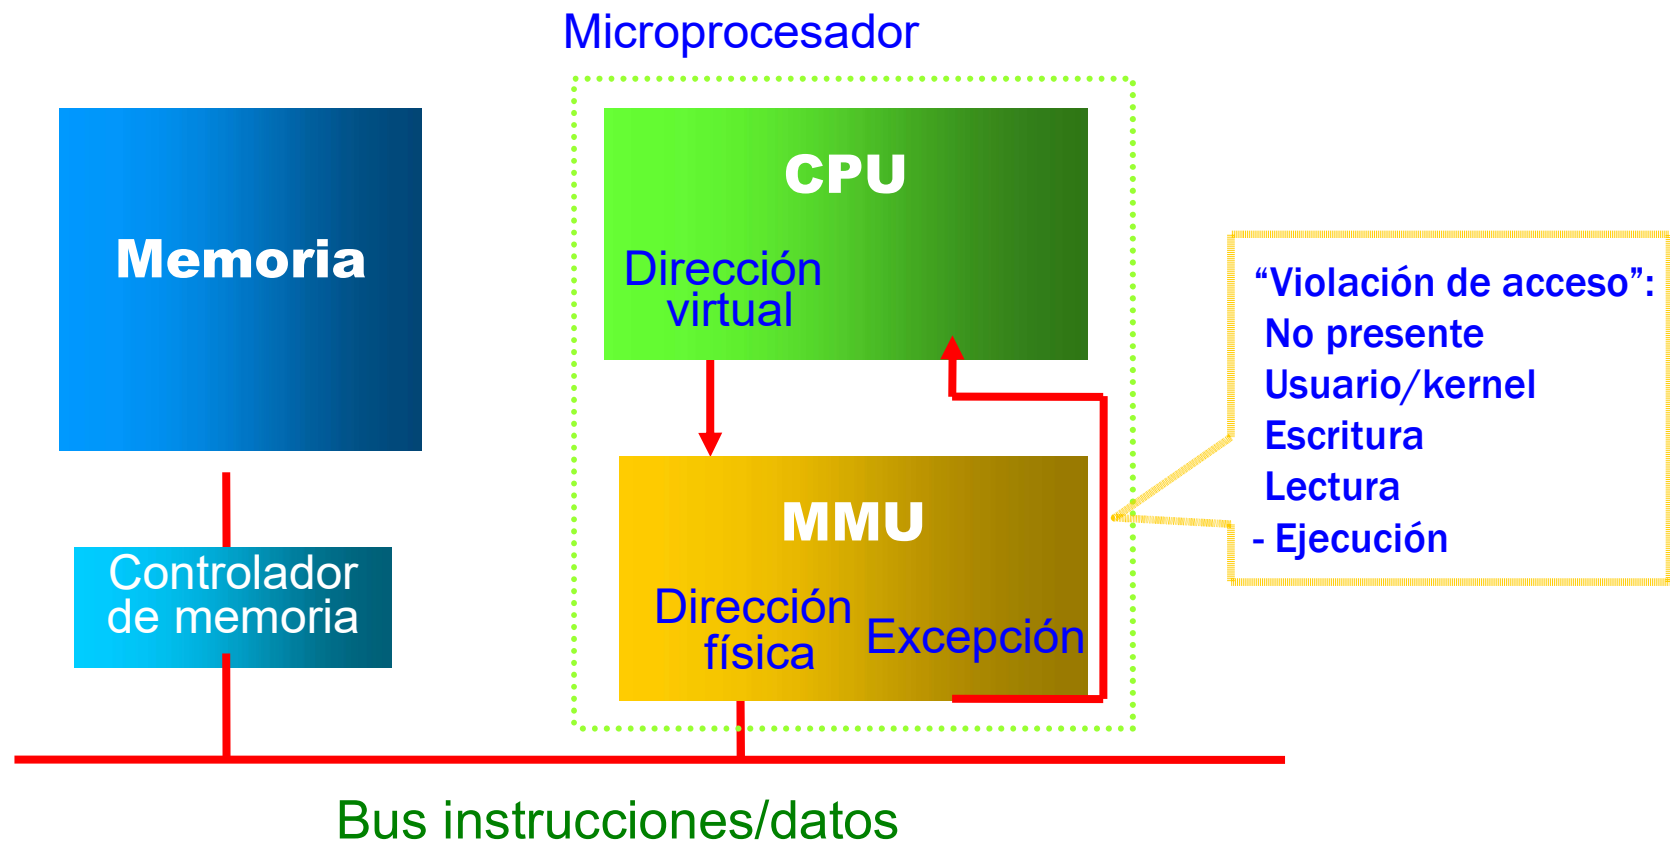 Microprocesador
Memoria
CPU
Dirección
virtual
MMU
Dirección
física
Excepción
Controlador
de memoria
“Violación de acceso”:
No presente
Usuario/kernel
Escritura
Lectura
- Ejecución
Bus instrucciones/datos